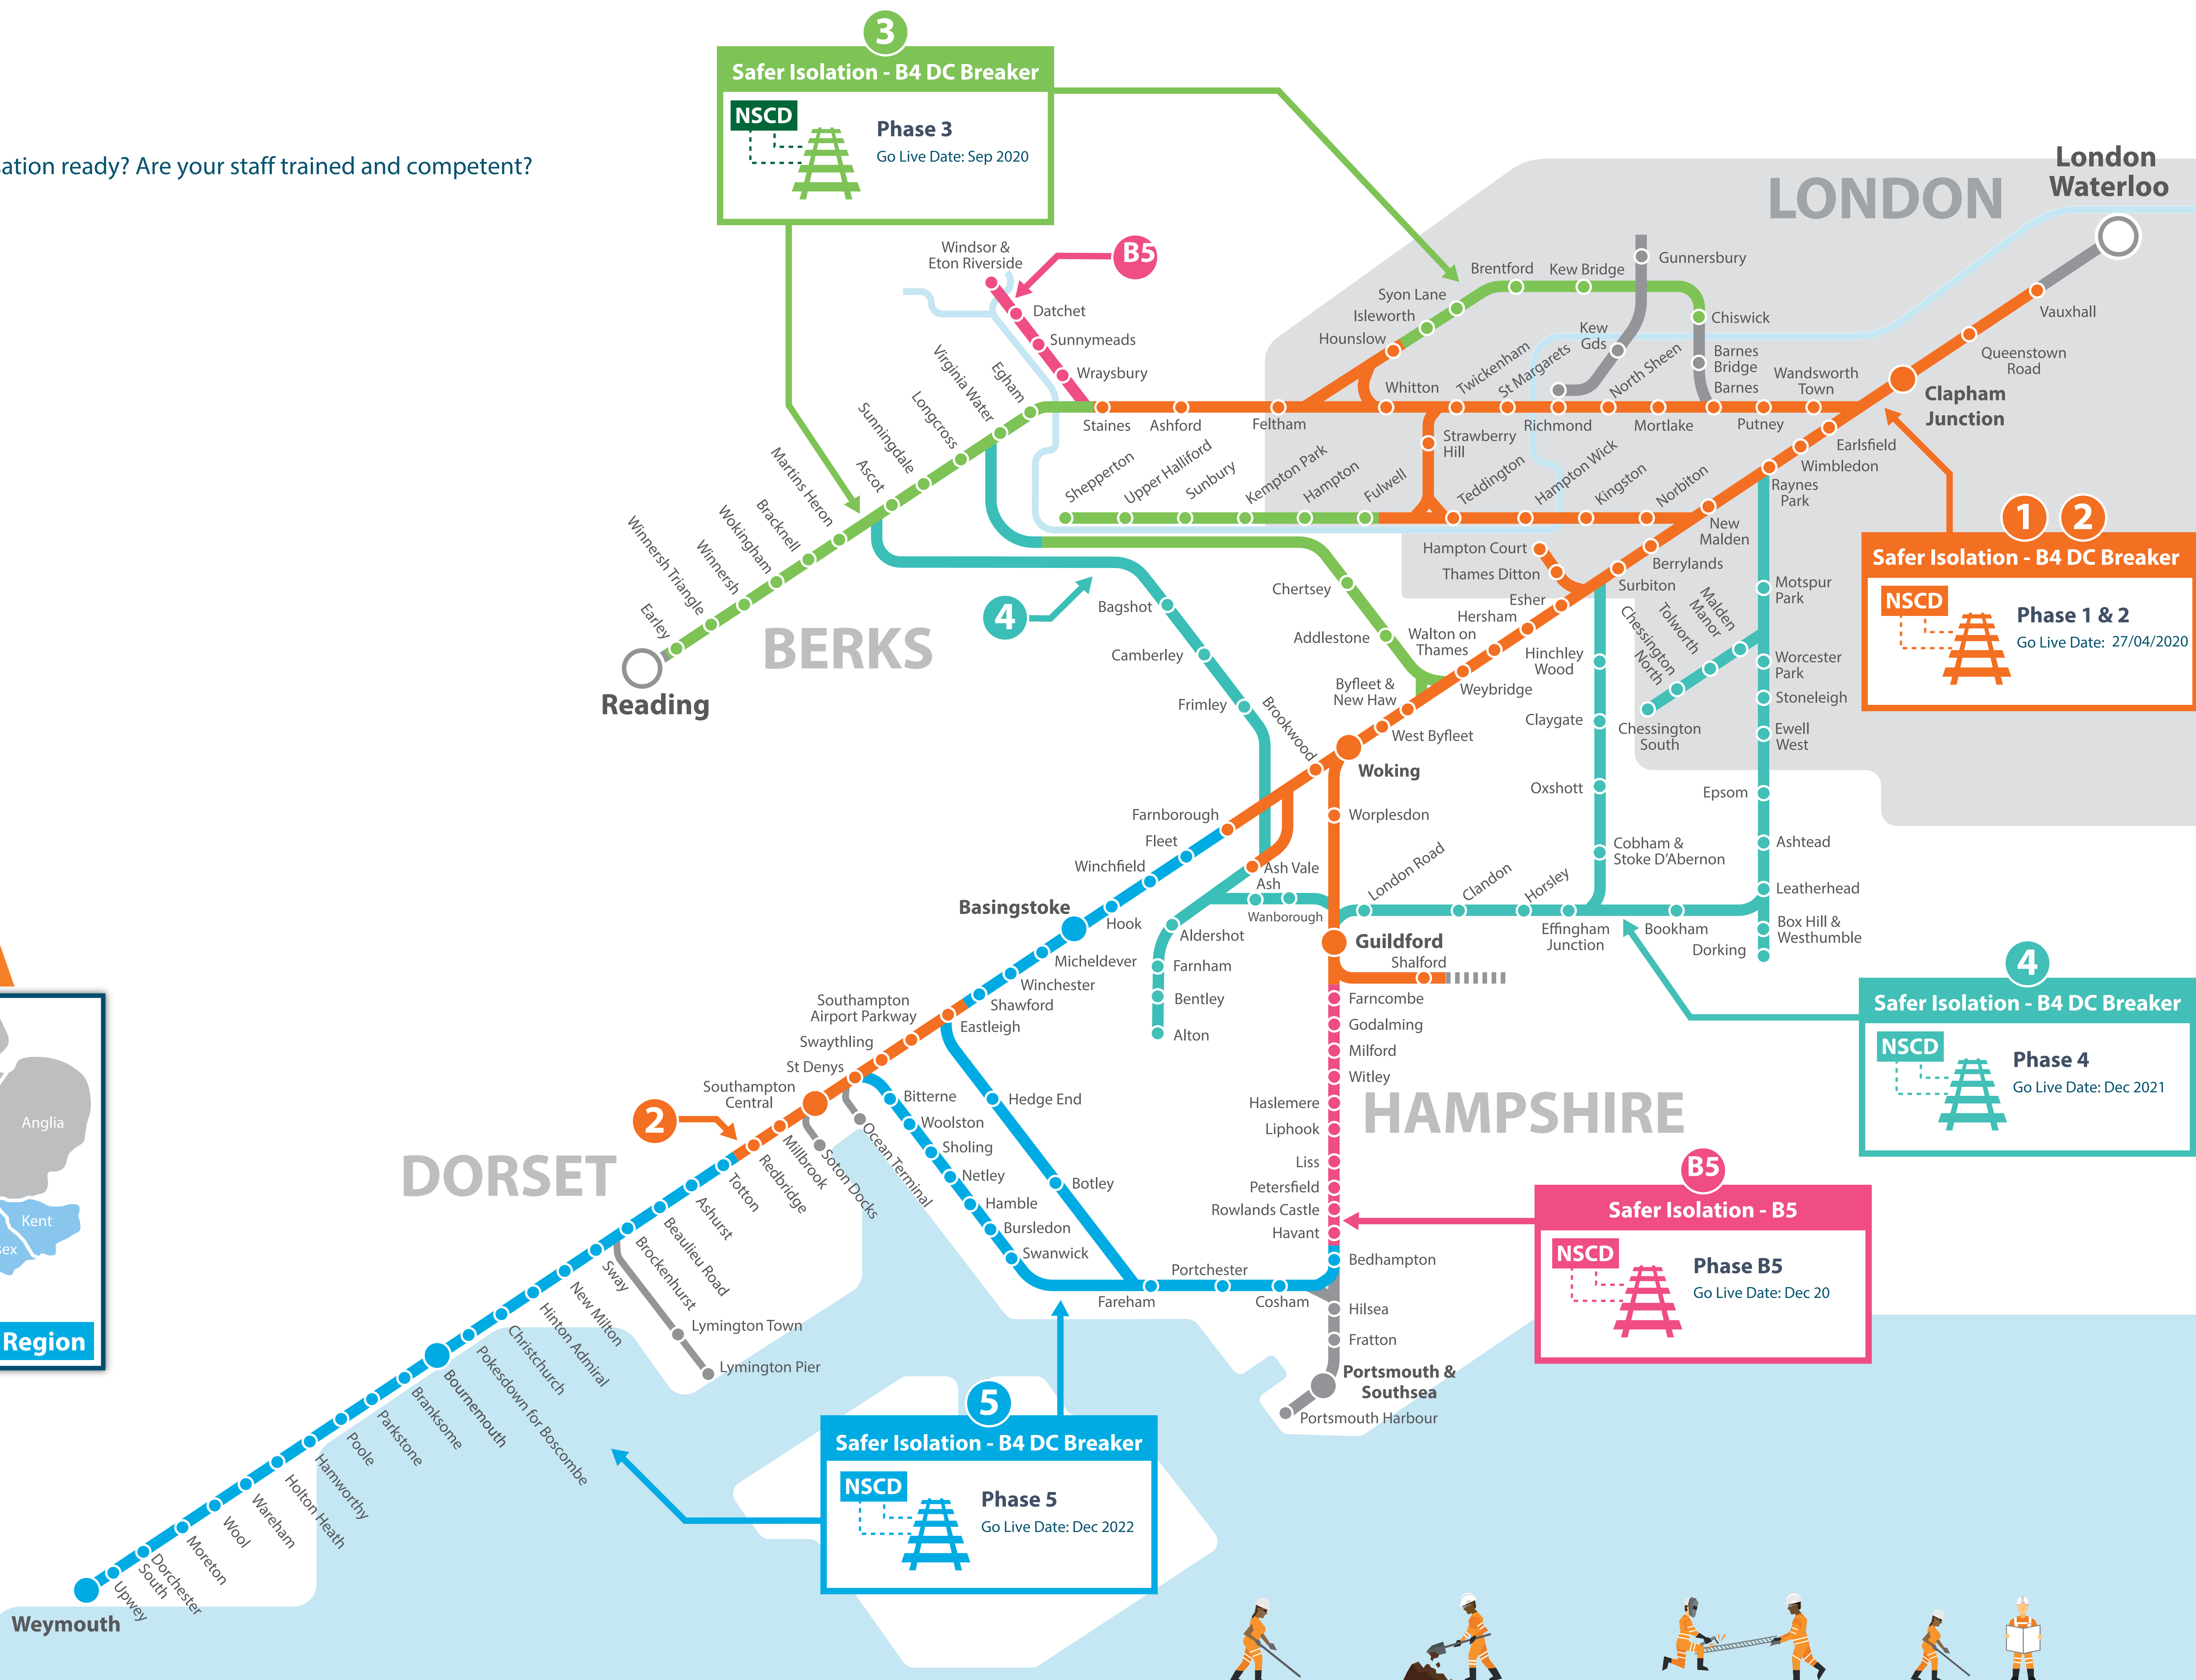 ation ready? Are your staff trained and competent?
3
Safer Isolation - B4 DC Breaker
NSCD
Phase 3
Go Live Date: Sep 2020
London
Waterloo
LONDON
Windsor &
Eton Riverside
B5
Datchet
Sunnymeads
Wraysbury
Gunnersbury
Brentford
Kew Bridge
Syon Lane
Isleworth
Hounslow
Chiswick
Kew
Gds
Barnes
Bridge
Barnes
Vauxhall
Queenstown
Road
Wandsworth
Town
Clapham
Junction
Whitton
Twickenham
St Margarets
North Sheen
Staines
Ashford
Feltham
Richmond
Mortlake
Putney
Earlsfield
Wimbledon
Raynes
Park
Egham
Virginia Water
Longcross
Sunningdale
Ascot
Martins Heron
Bracknell
Wokingham
Winnersh
Winnersh Triangle
Earley
Reading
BERKS
Strawberry
Hill
Shepperton
Upper Halliford
Sunbury
Kempton Park
Hampton
Fulwell
Teddington
Hampton Wick
Kingston
Norbiton
New
Malden
Hampton Court
Thames Ditton
Berrylands
Surbiton
Esher
Hersham
Walton on
Thames
Weybridge
Byfleet &
New Haw
West Byfleet
Woking
Chertsey
Addlestone
4
Bagshot
Camberley
Frimley
Brookwood
Motspur
Park
Malden
Manor
Tolworth
Chessington
North
Chessington
South
Worcester
Park
Stoneleigh
Ewell
West
Epsom
Ashtead
Leatherhead
Box Hill &
Westhumble
Dorking
Hinchley
Wood
Claygate
Oxshott
Cobham &
Stoke D'Abernon
1
2
Safer Isolation - B4 DC Breaker
NSCD
Phase 1 & 2
Go Live Date: 27/04/2020
Farnborough
Fleet
Winchfield
Basingstoke
Hook
Micheldever
Winchester
Shawford
Eastleigh
Southampton
Airport Parkway
Swaythling
St Denys
Southampton
Central
Worplesdon
London Road
Clandon
Horsley
Effingham
Junction
Bookham
Ash Vale
Ash
Wanborough
Aldershot
Farnham
Bentley
Alton
Guildford
Shalford
Farncombe
Godalming
Milford
Witley
Haslemere
Liphook
Liss
Petersfield
Rowlands Castle
Havant
Bedhampton
HAMPSHIRE
4
Safer Isolation - B4 DC Breaker
NSCD
Phase 4
Go Live Date: Dec 2021
B5
Safer Isolation - B5
NSCD
Phase B5
Go Live Date: Dec 20
2
DORSET
Millbrook
Redbridge
Totton
Ashurst
Beaulieu Road
Brockenhurst
Sway
New Milton
Hinton Admiral
Christchurch
Pokesdown for Boscombe
Bournemouth
Branksome
Parkstone
Poole
Hamworthy
Holton Heath
Wareham
Wool
Moreton
Dorchester
South
Upwey
Weymouth
Soton Docks
Ocean Terminal
Lymington Town
Lymington Pier
Bitterne
Woolston
Sholing
Netley
Hamble
Bursledon
Swanwick
Hedge End
Botley
Fareham
Portchester
Cosham
Hilsea
Fratton
Portsmouth &
Southsea
Portsmouth Harbour
5
Safer Isolation - B4 DC Breaker
NSCD
Phase 5
Go Live Date: Dec 2022
Anglia
Kent
sex
Region